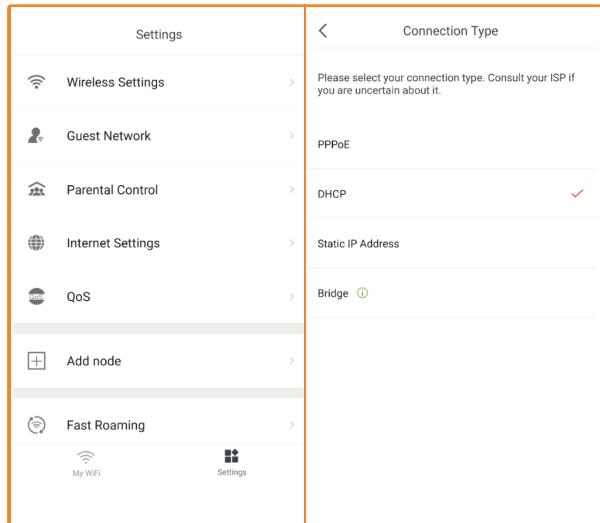 Settings
Wireless Settings
Guest Network
Parental Control
Internet Settings
QoS
QoS
Add node
Fast Roaming
My WiFi
Settings
Connection Type
Please select your connection type. Consult your ISP if
you are uncertain about it.
PPPoE
DHCP
Static IP Address
Bridge